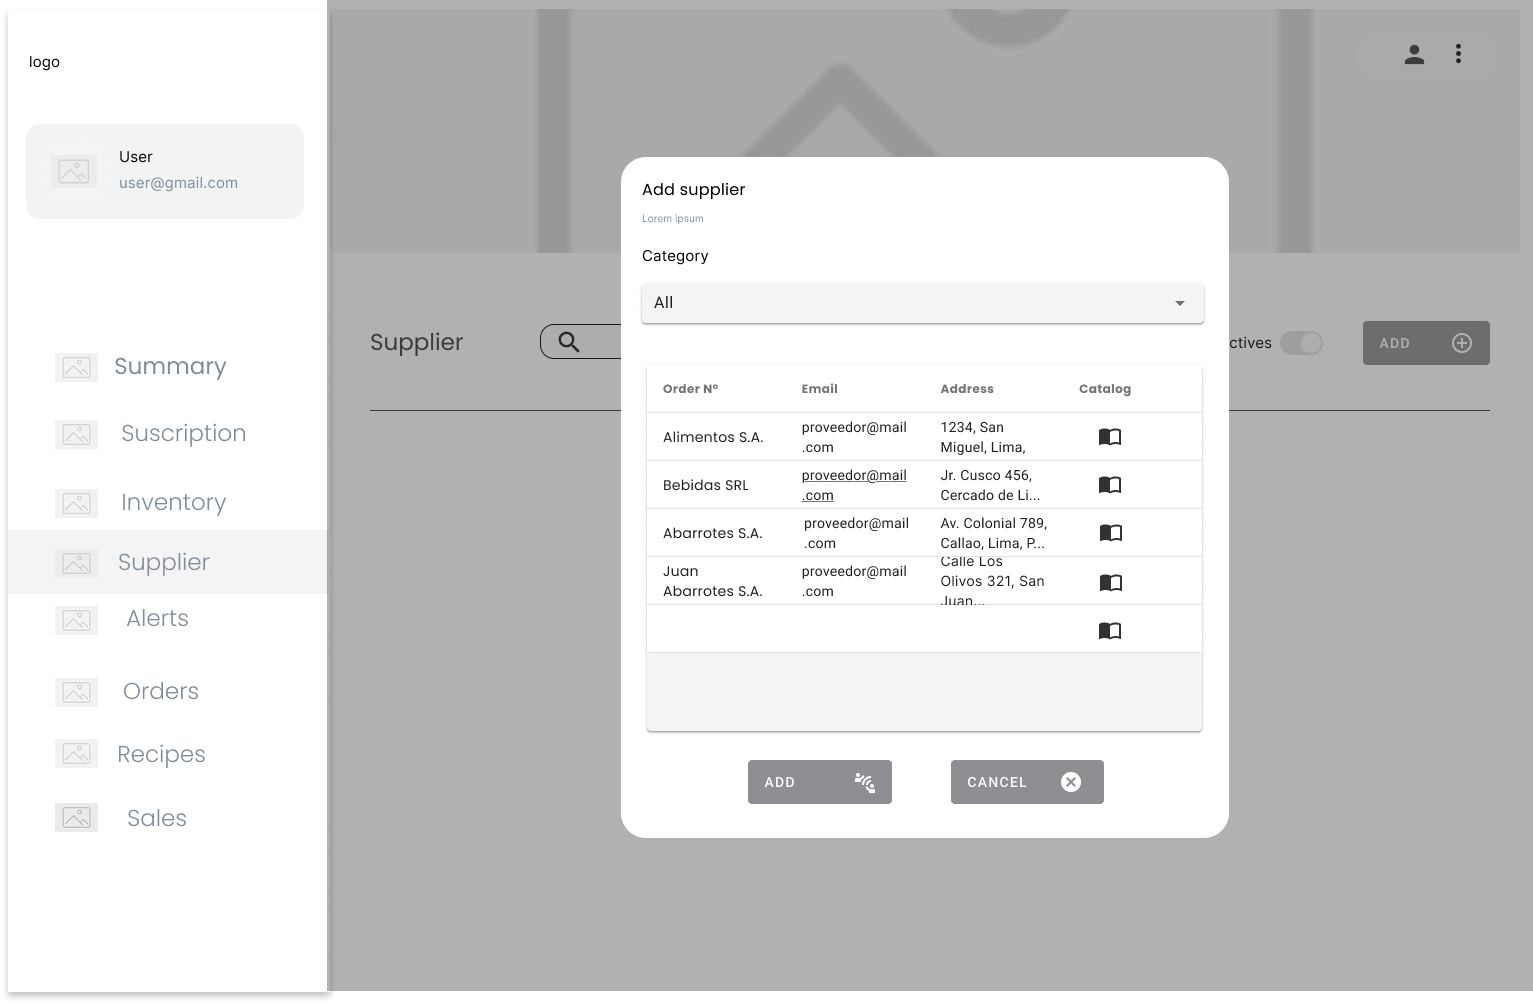 logo
User
user@gmail.com
Summary
Suscription
Inventory
Supplier
Alerts
Orders
Recipes
Sales
Supplier
ctives
ADD
Add supplier
Lorem ipsum
Category
All
Order Nº Email Address Catalog
Alimentos S.A. proveedor@mail
.com 1234, San
Miguel, Lima,
Bebidas SRL proveedor@mail
.com Jr. Cusco 456,
Cercado de Li...
Abarrotes S.A. proveedor@mail
.com Av. Colonial 789,
Callao, Lima, P...
Juan
Abarrotes S.A. proveedor@mail
.com Calle Los
Olivos 321, San
Juan...
ADD CANCEL